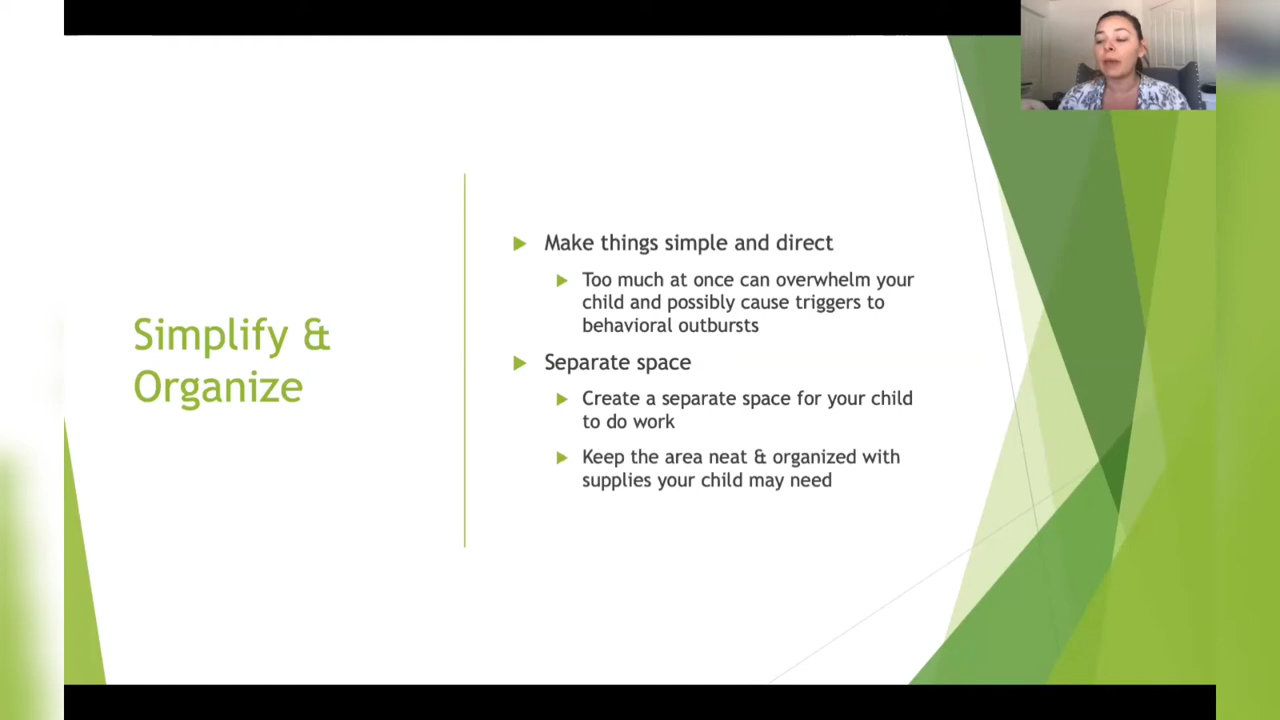 Simplify &
Organize
Make things simple and direct
Too much at once can overwhelm your
child and possibly cause triggers to
behavioral outbursts
Separate space
Create a separate space for your child
to do work
Keep the area neat & organized with
supplies your child may need